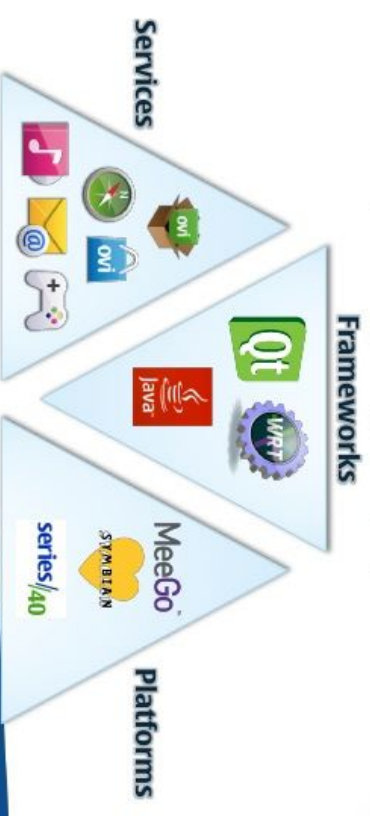 Frameworks
Services
Platforms
ovi
N
ovi
@
Qt
WRT
Java
MeeGo
SYMBIAN
series/40